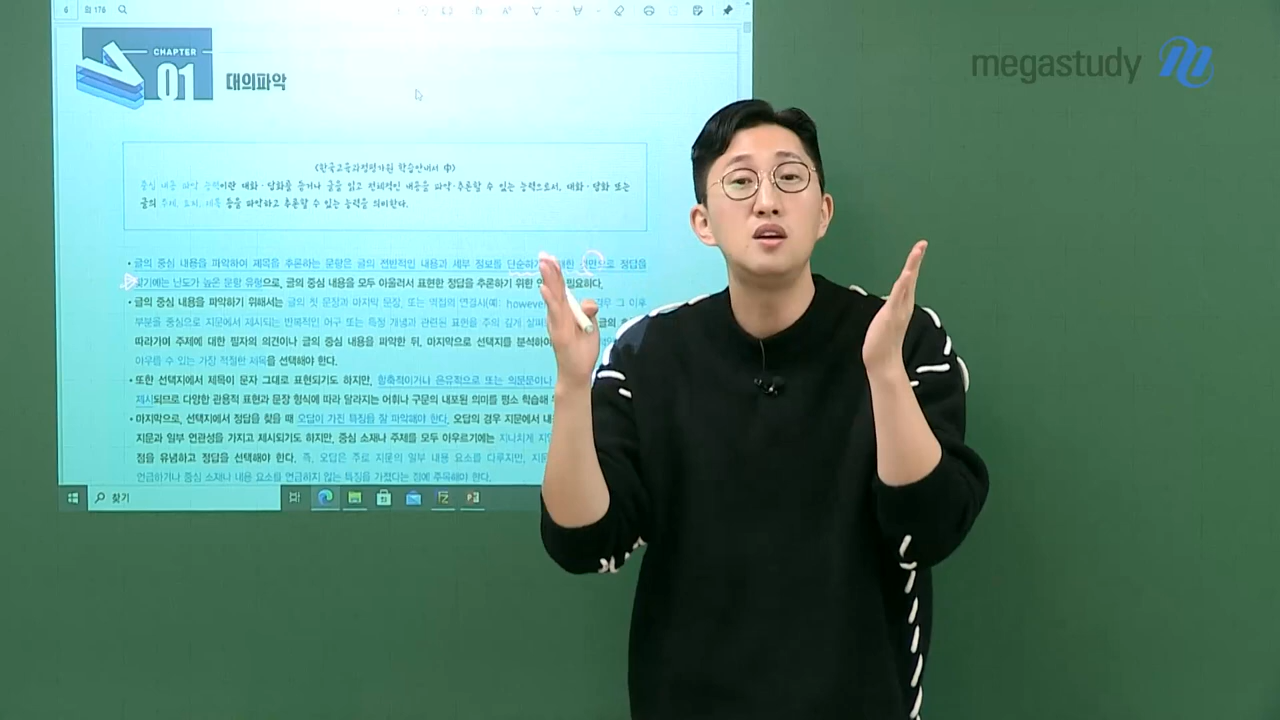 6 의 176
megastudy
CHAPTER
01 대의파악
<한국교육과정평가원 학습안내서 中>
중심 내용 파악 능력이란 대화·담화를 듣거나 글을 읽고 전체적인 내용을 파악·추론할 수 있는 능력으로서, 대화·담화 또는
글의 주제, 요지, 제목 등을 파악하고 추론할 수 있는 능력을 의미한다.
• 글의 중심 내용을 파악하여 제목을 추론하는 문항은 글의 전반적인 내용과 세부 정보를 단순하게 정답을
찾기에는 난도가 높은 문항 유형으로, 글의 중심 내용을 모두 아울러서 표현한 정답을 추론하기 위한 필요하다.
• 글의 중심 내용을 파악하기 위해서는 글의 첫 문장과 마지막 문장, 또는 역접의 연결사(예: however 그 이후
부분을 중심으로 지문에서 제시되는 반복적인 어구 또는 특정 개념과 관련된 표현을 주의 깊게 글의
따라가며 주제에 대한 필자의 의견이나 글의 중심 내용을 파악한 뒤, 마지막으로 선택지를
아우를 수 있는 가장 적절한 제목을 선택해야 한다.
• 또한 선택지에서 제목이 문자 그대로 표현되기도 하지만, 함축적이거나 은유적으로 또는 의문문이나
제시되므로 다양한 관용적 표현과 문장 형식에 따라 달라지는 어휘나 구문의 내포된 의미를 평소 학습해
• 마지막으로, 선택지에서 정답을 찾을 때 오답이 가진 특징을 잘 파악해야 한다. 오답의 경우 지문에서
지문과 일부 연관성을 가지고 제시되기도 하지만, 중심 소재나 주제를 모두 아우르기에는 지나치게
점을 유념하고 정답을 선택해야 한다. 즉, 오답은 주로 지문의 일부 내용 요소를 다루지만,
언급하거나 중심 소재나 내용 요소를 언급하지 않는 특징을 가졌다는 점에 주목해야 한다.
찾기